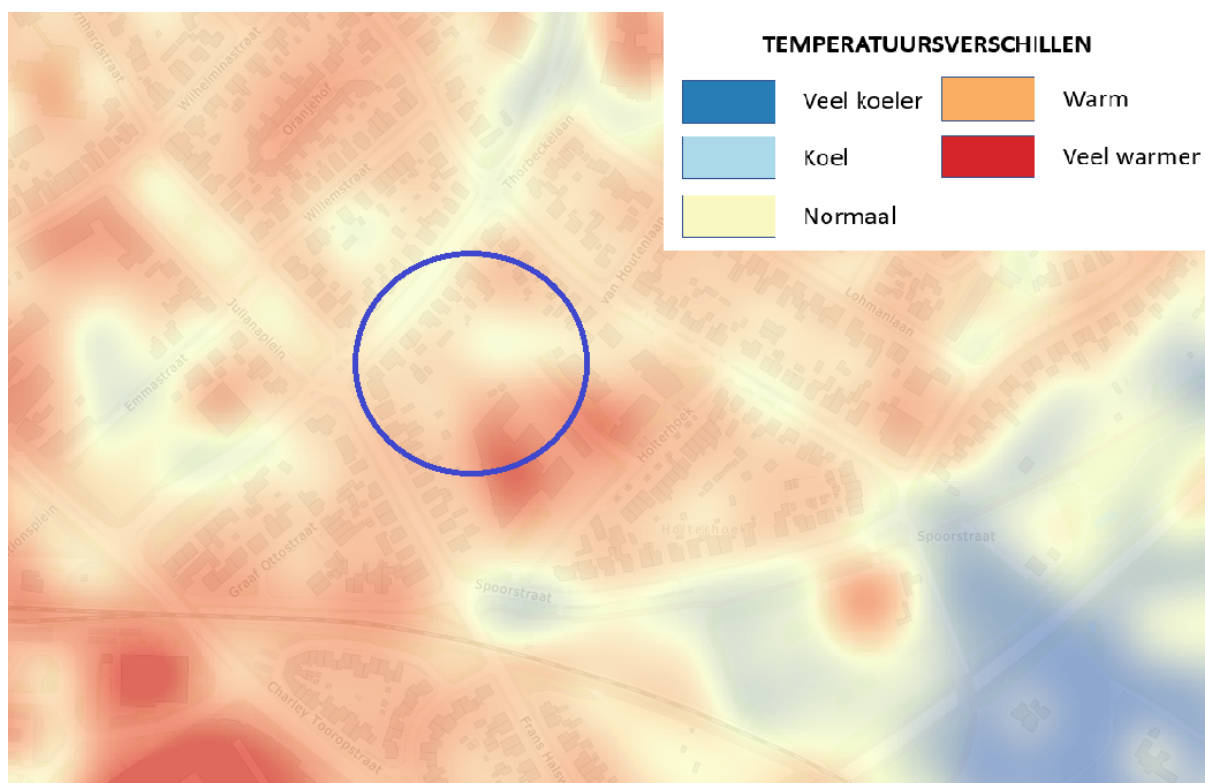 TEMPERATUURSVERSCHILLEN
Veel koeler
Warm
Koel
Veel warmer
Normaal
Wilhelminastraat
Oranjehof
Thorbeckelaan
Willemstraat
van Houtenlaan
Lohmanlaan
Julianaplein
Emmastraat
Holterhoek
Holterhoek
Graaf Ottostraat
Spoorstraat
Spoorstraat
Charley Tooropstraat
Frans Hals